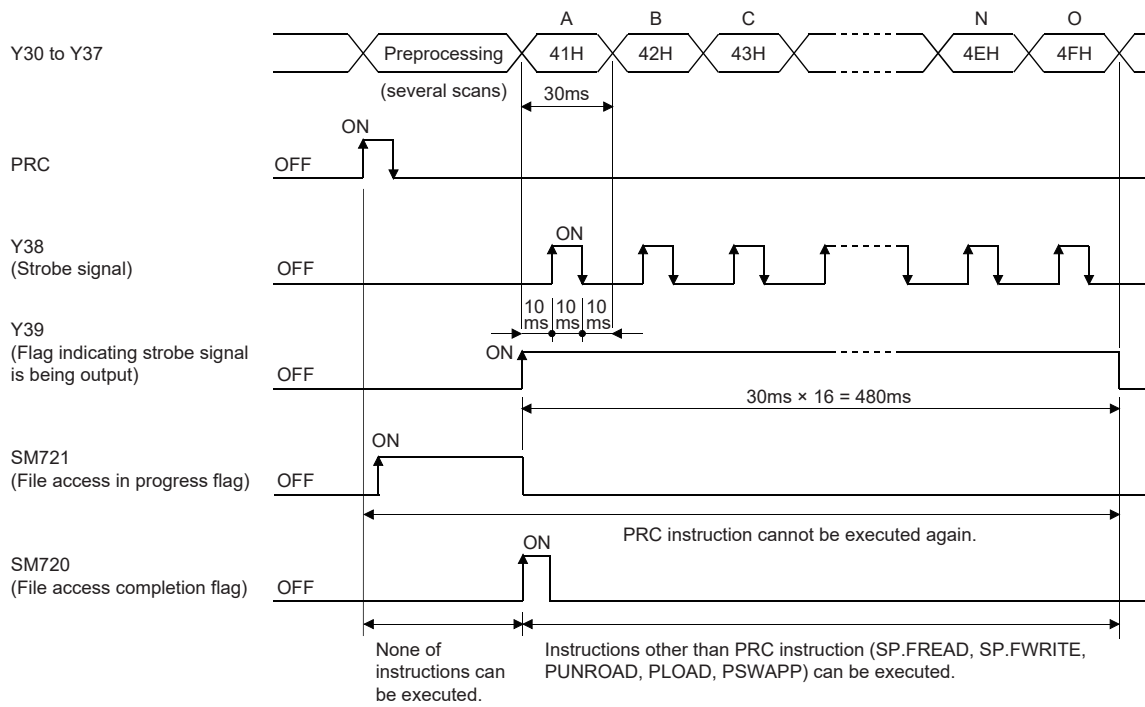 A B C N O
Y30 to Y37 Preprocessing 41H 42H 43H 4EH 4FH
(several scans) 30ms
ON
PRC OFF
Y38 ON
(Strobe signal) OFF
10 10 10
ms ms ms
Y39
(Flag indicating strobe signal ON
is being output) OFF
30ms × 16 = 480ms
ON
SM721
(File access in progress flag) OFF
PRC instruction cannot be executed again.
SM720 ON
(File access completion flag) OFF
None of
instructions can
be executed.
Instructions other than PRC instruction (SP.FREAD, SP.FWRITE,
PUNROAD, PLOAD, PSWAPP) can be executed.